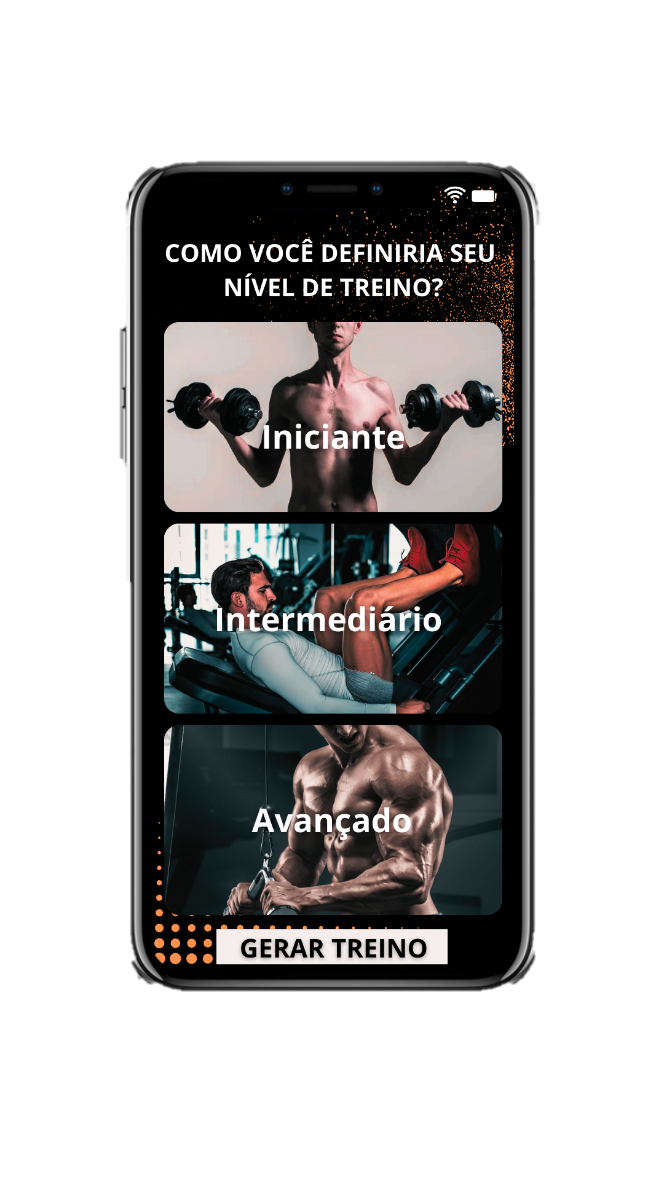 COMO VOCÊ DEFINIRIA SEU
NÍVEL DE TREINO?
Iniciante
Intermediário
Avançado
GERAR TREINO